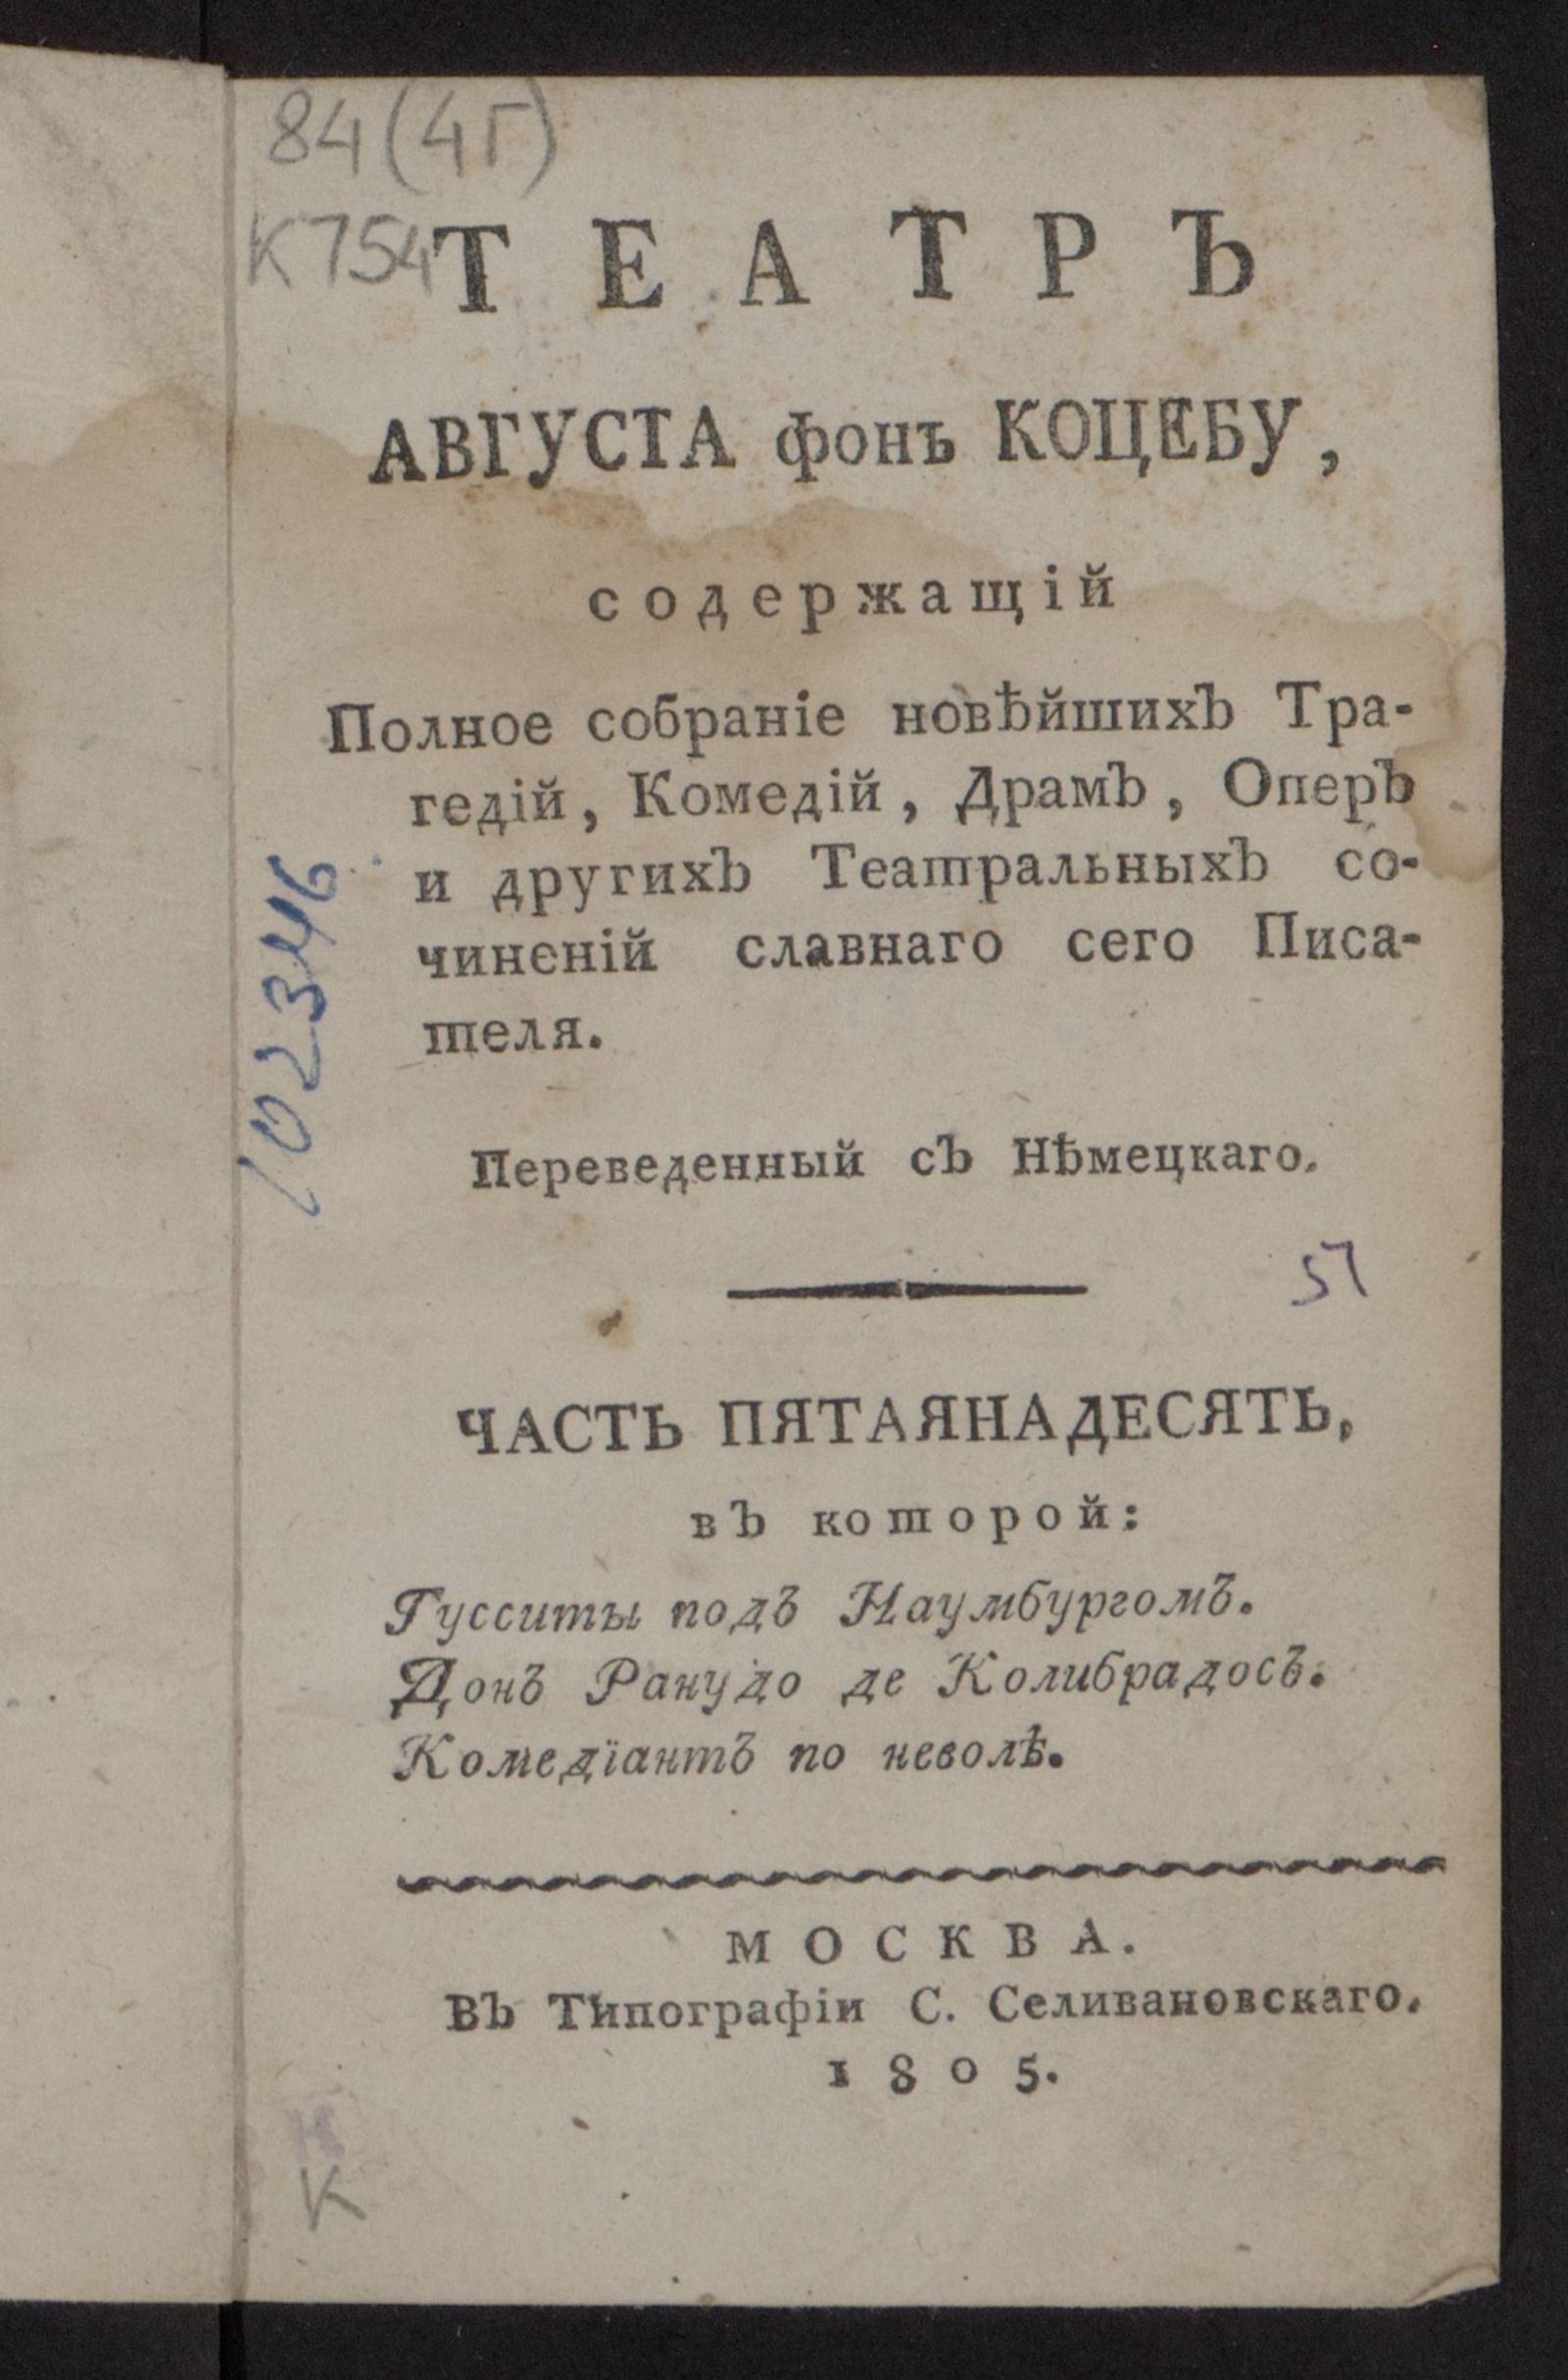 84(4Г)
К754
ТЕАТРЪ
АВГУСТА фонъ КОЦЕБУ,
содержащій
Полное собраніе новѣйшихъ Тра-
гедій, Комедій, Драмъ, Оперъ
и другихъ Театральныхъ со-
чиненій славнаго сего Писа-
теля.
102346
Переведенный съ Нѣмецкаго.
ЧАСТЬ ПЯТАЯНАДЕСЯТЬ,
въ которой:
Гусситы подъ Наумбургомъ.
Донъ Ранудо де Колибрадосъ.
Комедїантъ по неволѣ.
МОСКВА.
Въ Типографіи С. Селивановскаго.
1805.
К